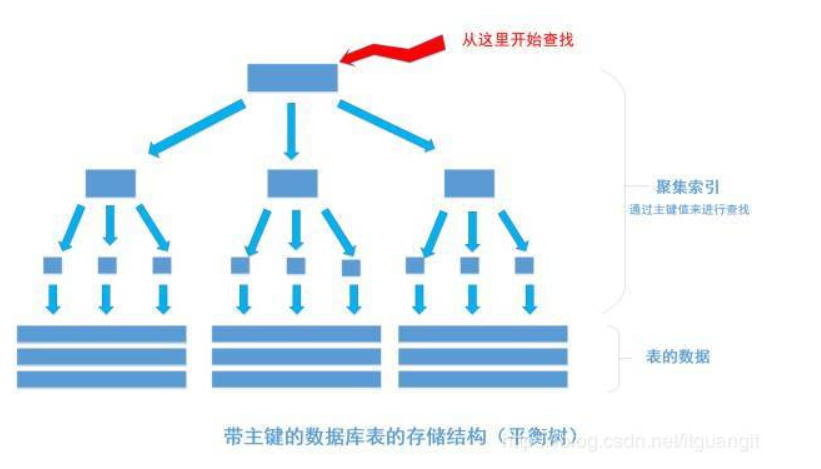 从这里开始查找
聚集索引
通过主键值来进行查找
表的数据
带主键的数据库表的存储结构（平衡树）
https://blog.csdn.net/itguangit